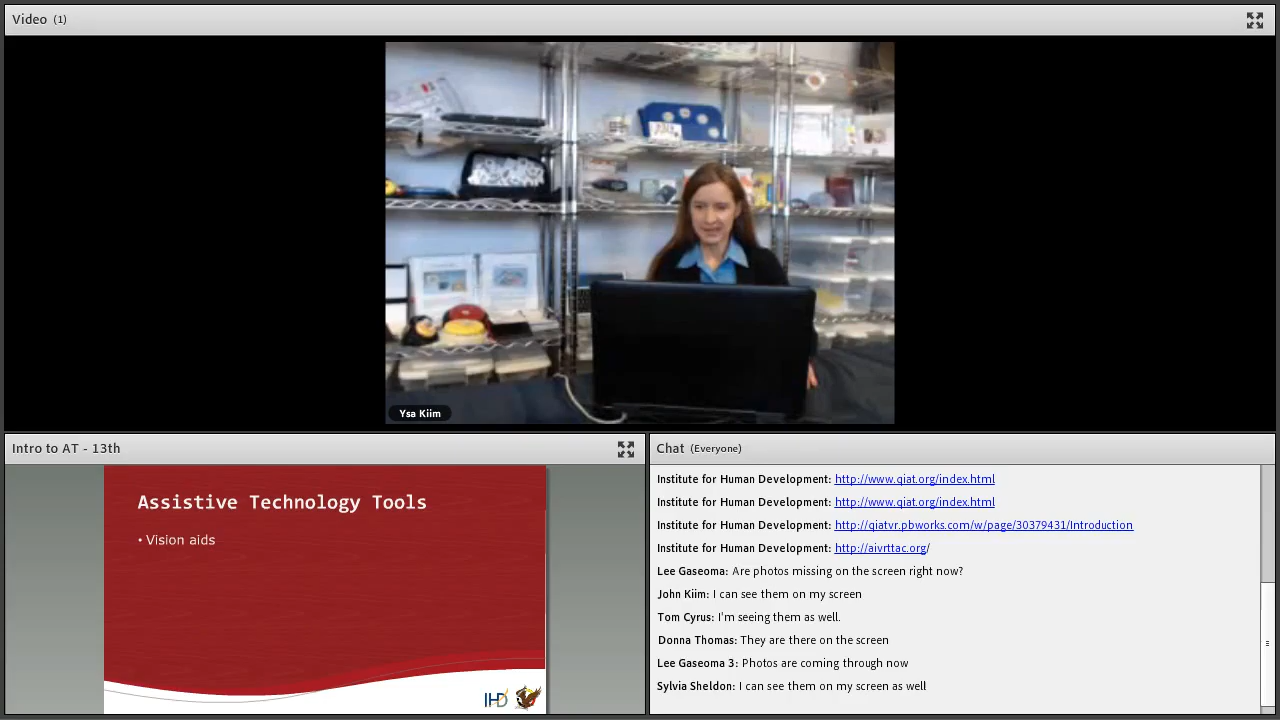 Video (1)
Ysa Kiim
Intro to AT - 13th
Assistive Technology Tools
• Vision aids
IHD
Chat (Everyone)
Institute for Human Development: http://www.qiat.org/index.html
Institute for Human Development: http://www.qiat.org/index.html
Institute for Human Development: http://qiatvr.pbworks.com/w/page/30379431/Introduction
Institute for Human Development: http://aivrttac.org/
Lee Gaseoma: Are photos missing on the screen right now?
John Kiim: I can see them on my screen
Tom Cyrus: I'm seeing them as well.
Donna Thomas: They are there on the screen
Lee Gaseoma 3: Photos are coming through now
Sylvia Sheldon: I can see them on my screen as well